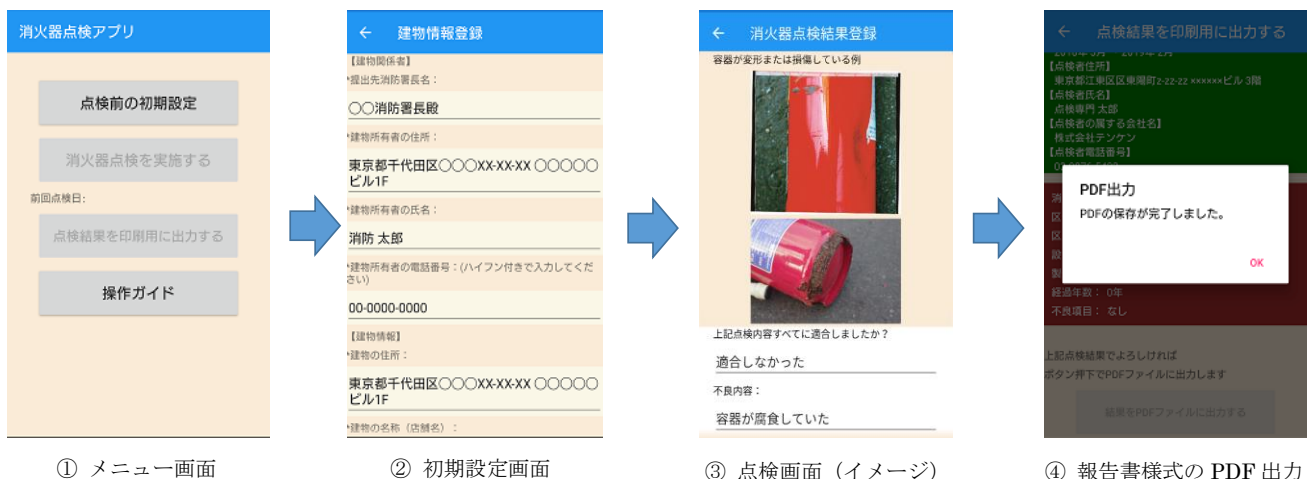 消火器点検アプリ
点検前の初期設定
消火器点検を実施する
前回点検日:
点検結果を印刷用に出力する
操作ガイド
① メニュー画面
← 建物情報登録
【建物関係者】
*提出先消防署長名：
〇〇消防署長殿
*建物所有者の住所：
東京都千代田区〇〇〇XX-XX-XX 〇〇〇〇〇
ビル1F
*建物所有者の氏名：
消防 太郎
*建物所有者の電話番号：(ハイフン付きで入力してくだ
さい)
00-0000-0000
【建物情報】
*建物の住所：
東京都千代田区〇〇〇XX-XX-XX 〇〇〇〇〇
ビル1F
*建物の名称（店舗名）：
② 初期設定画面
← 消火器点検結果登録
容器が変形または損傷している例
上記点検内容すべてに適合しましたか？
適合しなかった
不良内容：
容器が腐食していた
③ 点検画面（イメージ）
← 点検結果を印刷用に出力する
【点検者住所】
東京都江東区区東陽町2-22-22 ××××××ビル 3階
【点検者氏名】
点検専門 太郎
【点検者の属する会社名】
株式会社テンケン
【点検者電話番号】
PDF出力
PDFの保存が完了しました。
OK
経過年数： 0年
不良項目： なし
上記点検結果でよろしければ
ボタン押下でPDFファイルに出力します
結果をPDFファイルに出力する
④ 報告書様式の PDF 出力